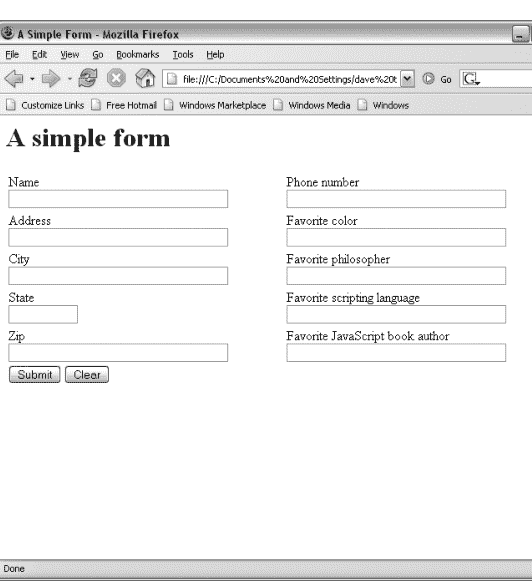 A Simple Form - Mozilla Firefox
File Edit View Go Bookmarks Tools Help
file:///C:/Documents%20and%20Settings/dave%20t Go G
Customize Links Free Hotmail Windows Marketplace Windows Media Windows
A simple form
Name
Address
City
State
Zip
Submit Clear
Phone number
Favorite color
Favorite philosopher
Favorite scripting language
Favorite JavaScript book author
Done